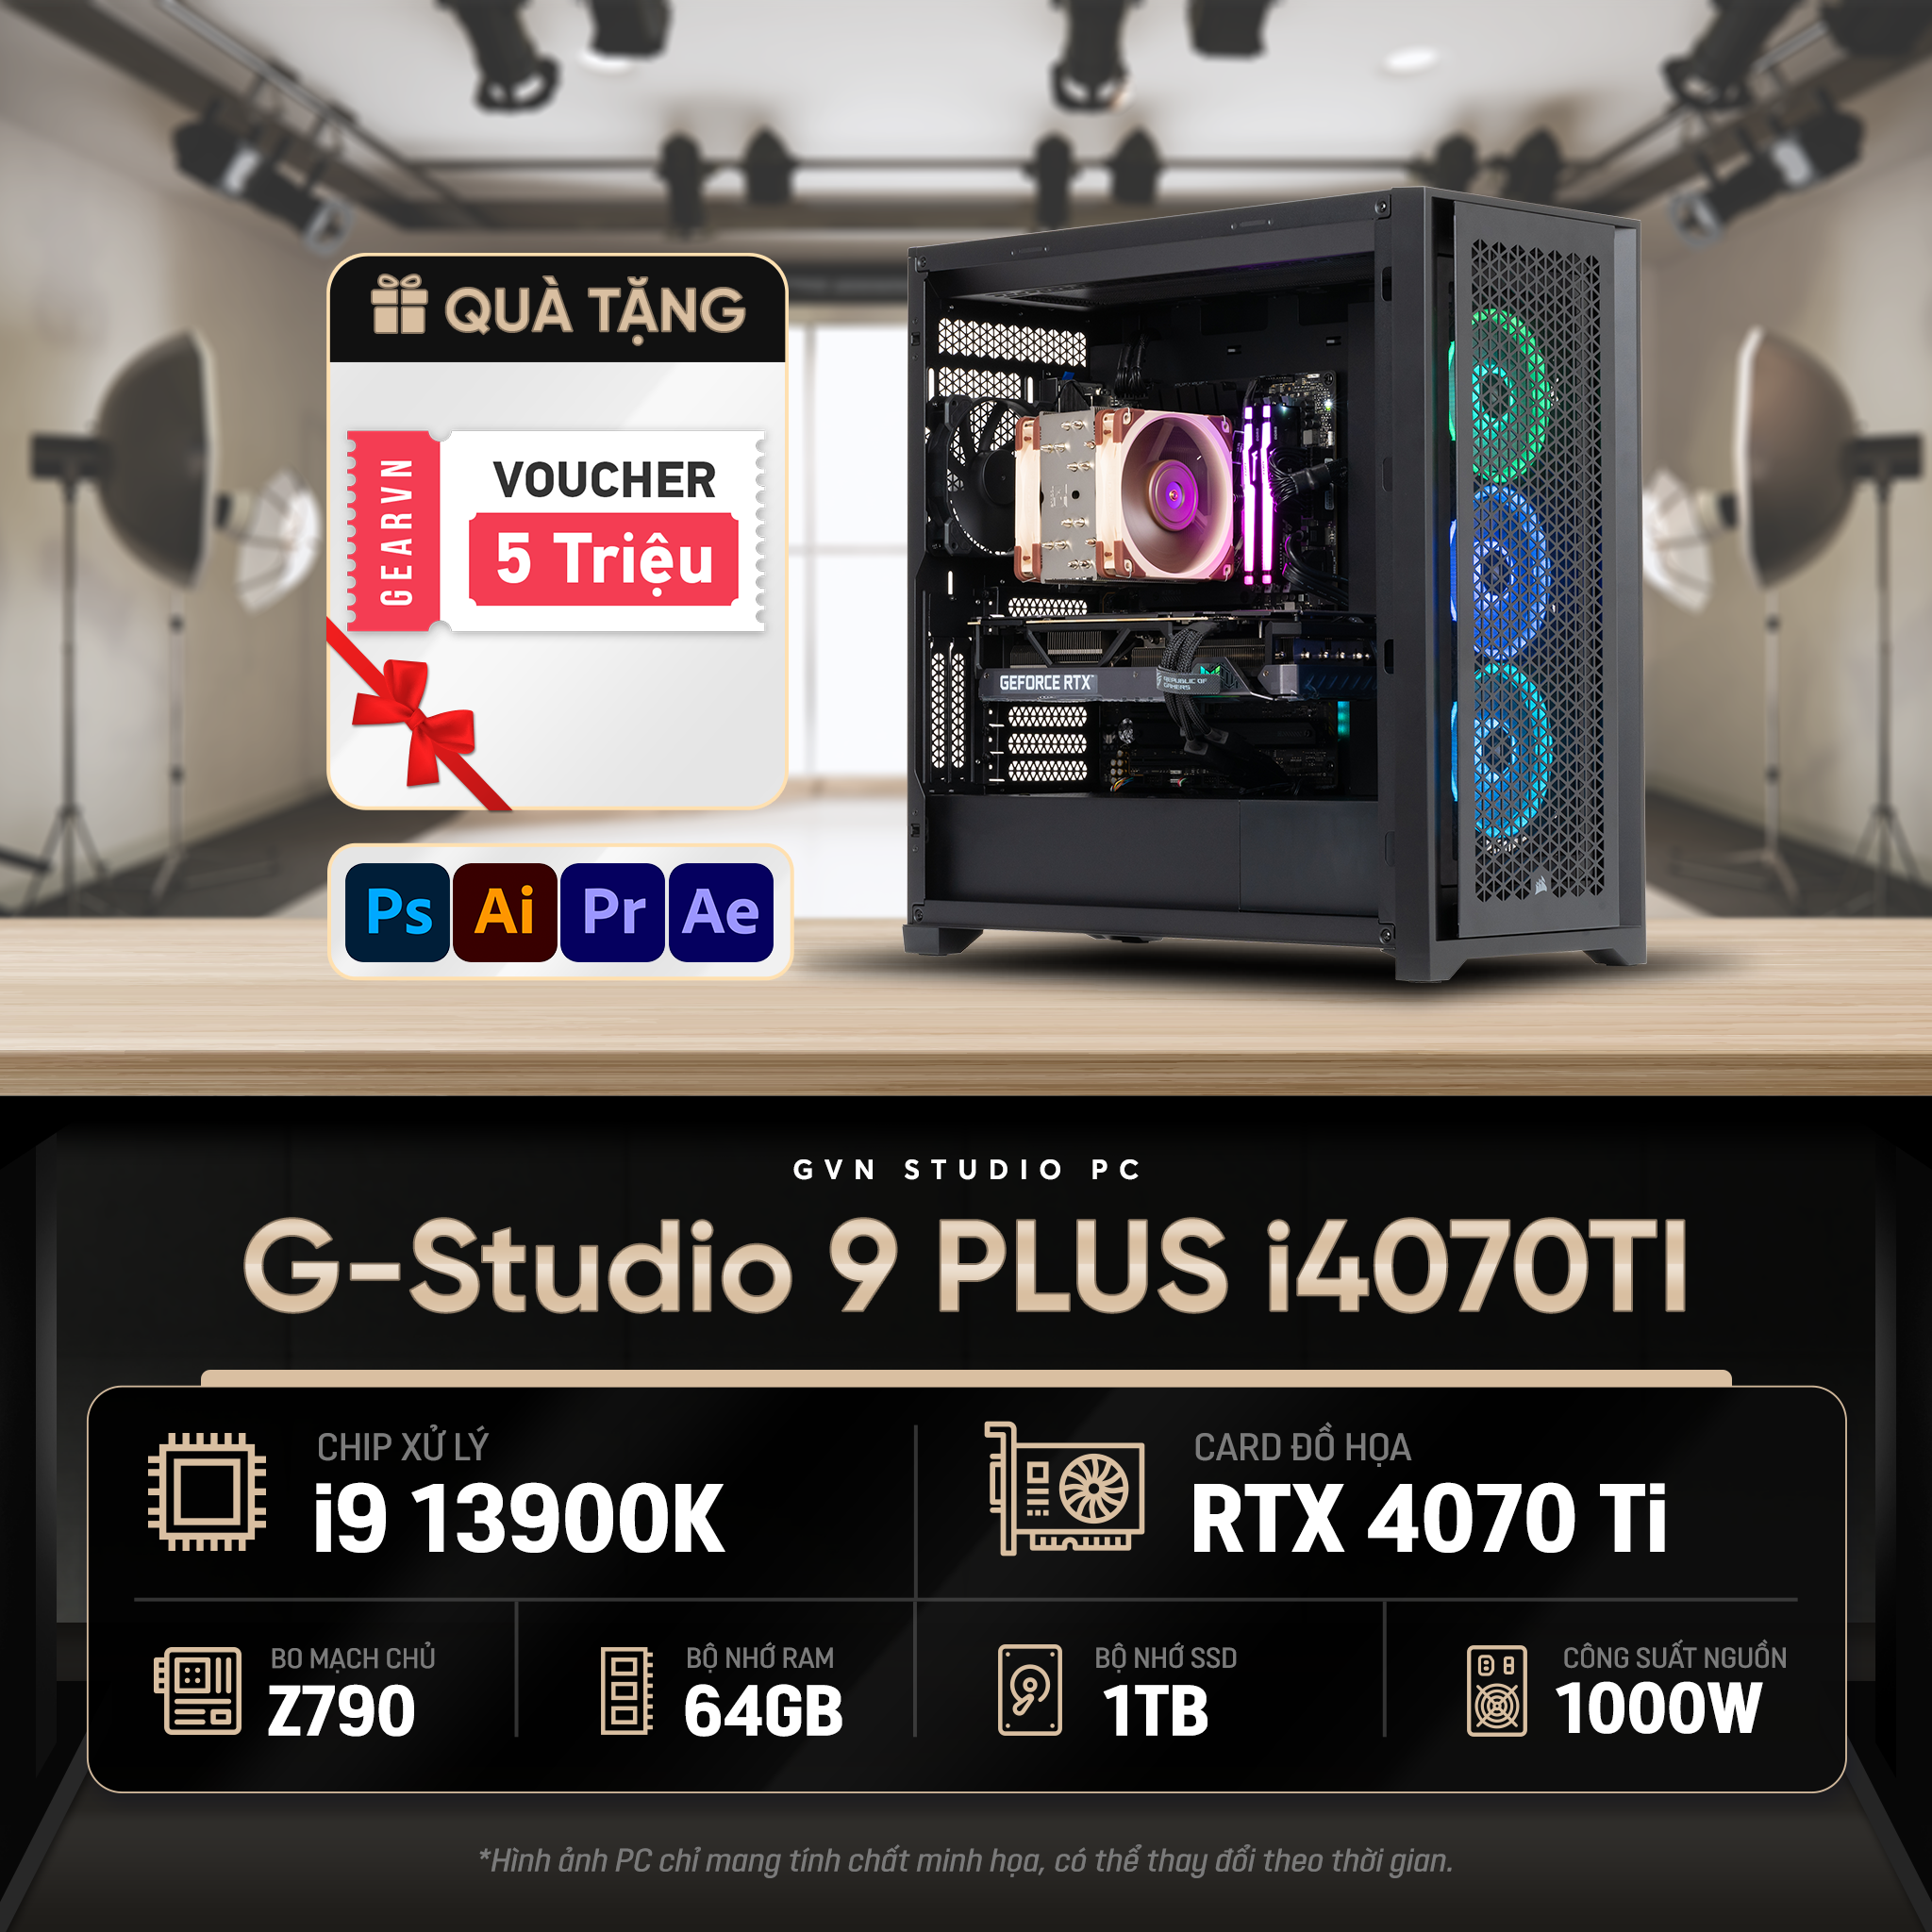 QUÀ TẶNG
GEARVN
VOUCHER
5 Triệu
GEFORCE RTX
REPUBLIC OF
GAMERS
Ps Ai Pr Ae
GVN STUDIO PC
G-Studio 9 PLUS i4070TI
CHIP XỬ LÝ
i9 13900K
CARD ĐỒ HỌA
RTX 4070 Ti
BO MẠCH CHỦ
Z790
BỘ NHỚ RAM
64GB
BỘ NHỚ SSD
1TB
CÔNG SUẤT NGUỒN
1000W
*Hình ảnh PC chỉ mang tính chất minh họa, có thể thay đổi theo thời gian.